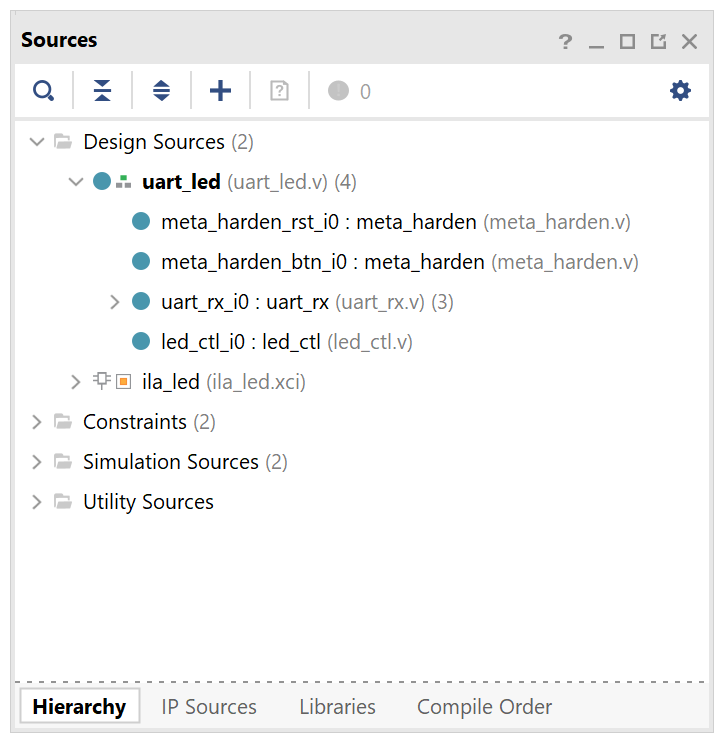 Sources
?
? 0
Design Sources (2)
uart_led (uart_led.v) (4)
meta_harden_rst_i0 : meta_harden (meta_harden.v)
meta_harden_btn_i0 : meta_harden (meta_harden.v)
uart_rx_i0 : uart_rx (uart_rx.v) (3)
led_ctl_i0 : led_ctl (led_ctl.v)
ila_led (ila_led.xci)
Constraints (2)
Simulation Sources (2)
Utility Sources
Hierarchy IP Sources Libraries Compile Order